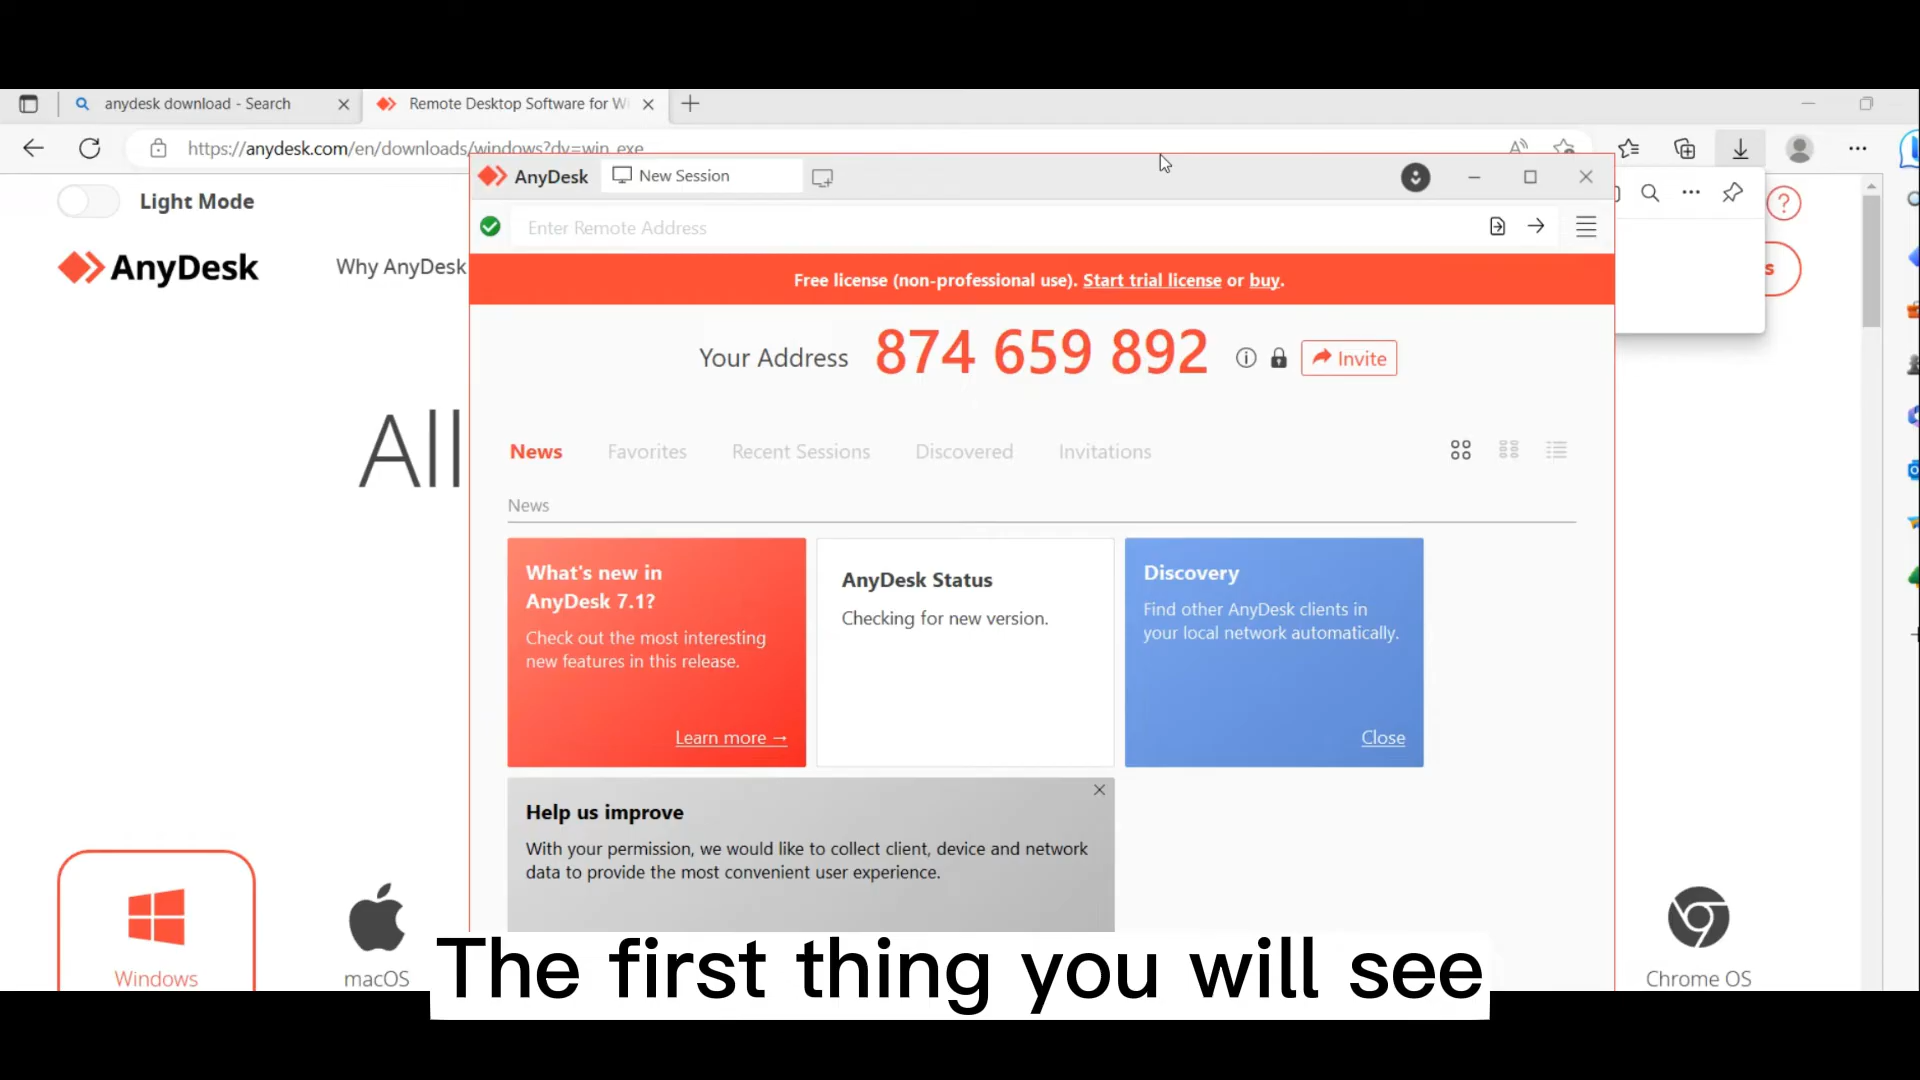 anydesk download - Search
Remote Desktop Software for Wi
https://anydesk.com/en/downloads/windows?dv=win_exe
AnyDesk
New Session
Light Mode
Enter Remote Address
AnyDesk
Why AnyDesk
Free license (non-professional use). Start trial license or buy.
s
Your Address 874 659 892
Invite
All
News Favorites Recent Sessions Discovered Invitations
News
What's new in
AnyDesk 7.1?
Check out the most interesting
new features in this release.
Learn more →
AnyDesk Status
Checking for new version.
Discovery
Find other AnyDesk clients in
your local network automatically.
Close
Help us improve
With your permission, we would like to collect client, device and network
data to provide the most convenient user experience.
Windows
macOS
Chrome OS
The first thing you will see